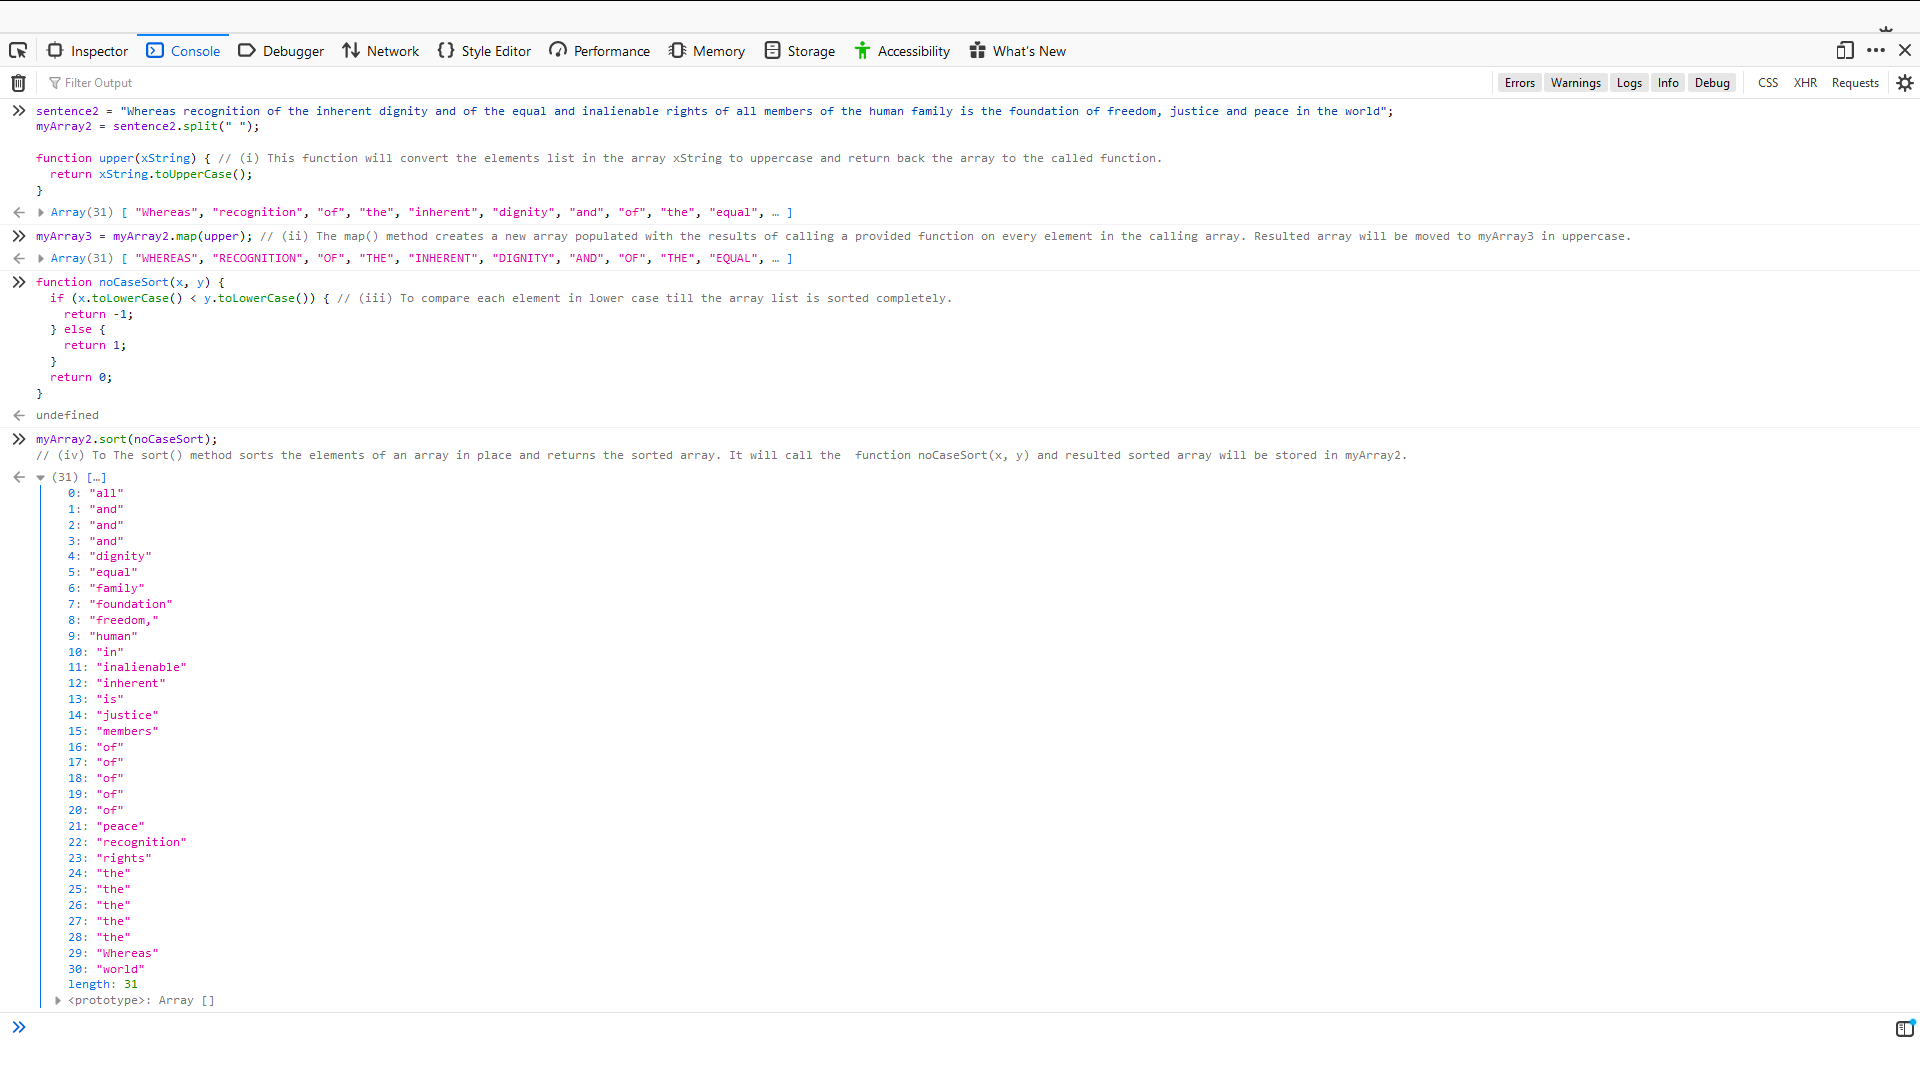 Inspector Console Debugger Network Style Editor Performance Memory Storage Accessibility What's New
Filter Output Errors Warnings Logs Info Debug CSS XHR Requests
sentence2 = "Whereas recognition of the inherent dignity and of the equal and inalienable rights of all members of the human family is the foundation of freedom, justice and peace in the world";
myArray2 = sentence2.split(" ");
function upper(xString) { // (i) This function will convert the elements list in the array xString to uppercase and return back the array to the called function.
return xString.toUpperCase();
}
Array(31) [ "Whereas", "recognition", "of", "the", "inherent", "dignity", "and", "of", "the", "equal", … ]
myArray3 = myArray2.map(upper); // (ii) The map() method creates a new array populated with the results of calling a provided function on every element in the calling array. Resulted array will be moved to myArray3 in uppercase.
Array(31) [ "WHEREAS", "RECOGNITION", "OF", "THE", "INHERENT", "DIGNITY", "AND", "OF", "THE", "EQUAL", … ]
function noCaseSort(x, y) {
if (x.toLowerCase() < y.toLowerCase()) { // (iii) To compare each element in lower case till the array list is sorted completely.
return -1;
} else {
return 1;
}
return 0;
}
undefined
myArray2.sort(noCaseSort);
// (iv) To The sort() method sorts the elements of an array in place and returns the sorted array. It will call the  function noCaseSort(x, y) and resulted sorted array will be stored in myArray2.
(31) […]
0: "all"
1: "and"
2: "and"
3: "and"
4: "dignity"
5: "equal"
6: "family"
7: "foundation"
8: "freedom,"
9: "human"
10: "in"
11: "inalienable"
12: "inherent"
13: "is"
14: "justice"
15: "members"
16: "of"
17: "of"
18: "of"
19: "of"
20: "of"
21: "peace"
22: "recognition"
23: "rights"
24: "the"
25: "the"
26: "the"
27: "the"
28: "the"
29: "Whereas"
30: "world"
length: 31
<prototype>: Array []